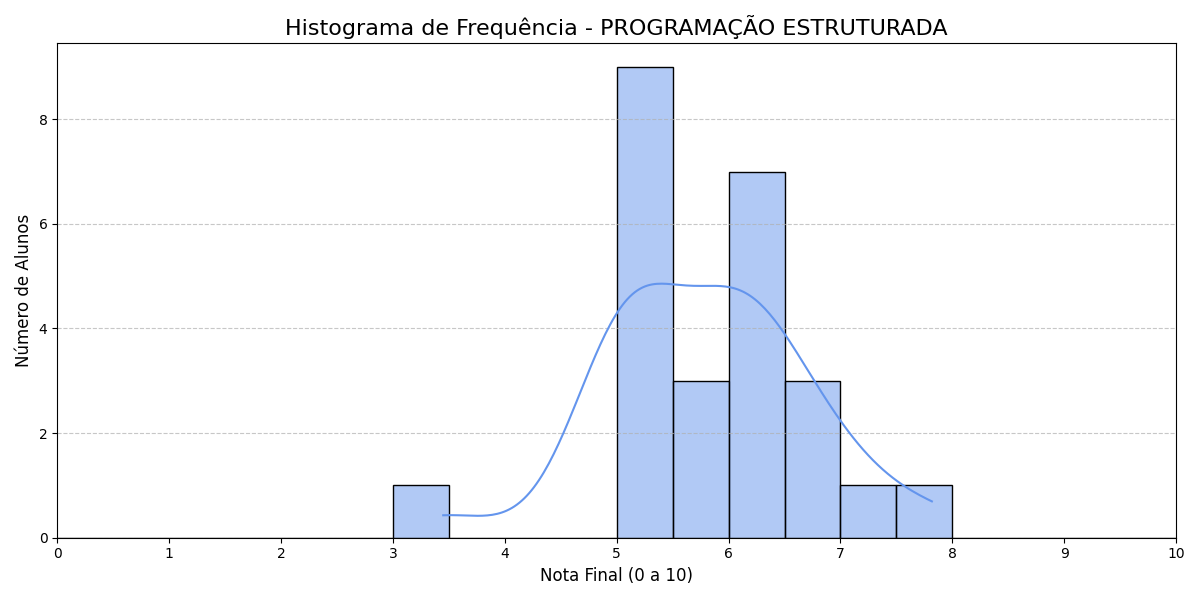 Histograma de Frequência - PROGRAMAÇÃO ESTRUTURADA
Número de Alunos
8
6
4
2
0
0 1 2 3 4 5 6 7 8 9 10
Nota Final (0 a 10)